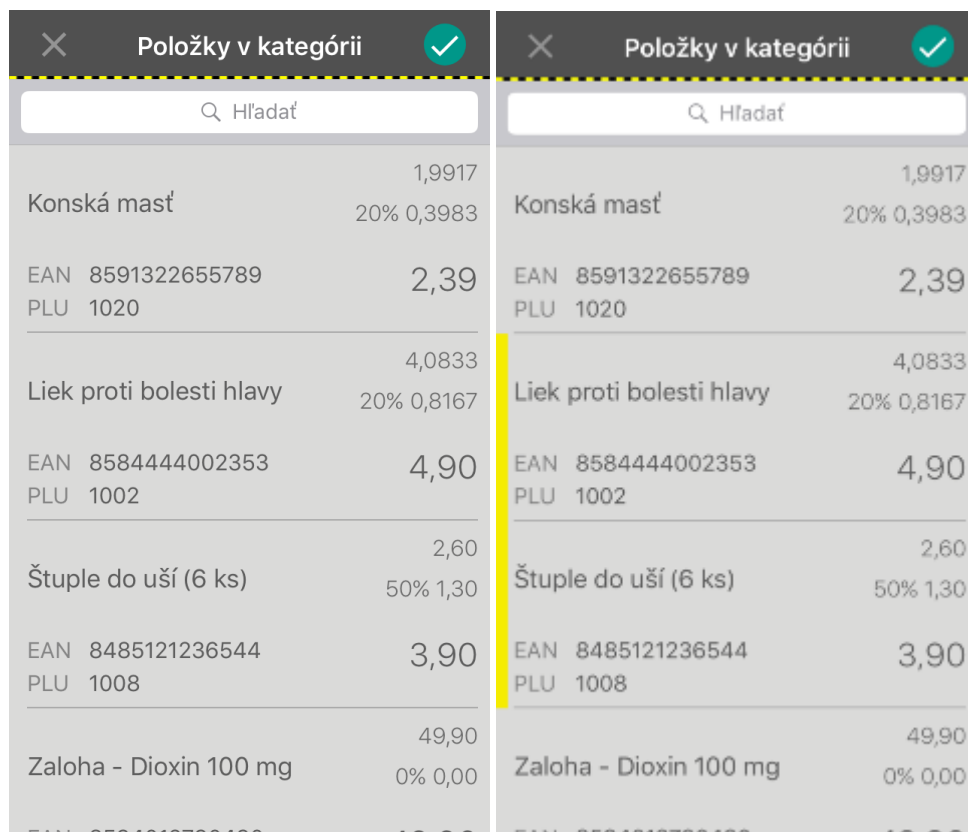 Položky v kategórii
Hľadať
1,9917
Konská masť
20% 0,3983
EAN 8591322655789
2,39
PLU 1020
4,0833
Liek proti bolesti hlavy
20% 0,8167
EAN 8584444002353
4,90
PLU 1002
2,60
Štuple do uší (6 ks)
50% 1,30
EAN 8485121236544
3,90
PLU 1008
49,90
Zaloha - Dioxin 100 mg
0% 0,00
Položky v kategórii
Hľadať
1,9917
Konská masť
20% 0,3983
EAN 8591322655789
2,39
PLU 1020
4,0833
Liek proti bolesti hlavy
20% 0,8167
EAN 8584444002353
4,90
PLU 1002
2,60
Štuple do uší (6 ks)
50% 1,30
EAN 8485121236544
3,90
PLU 1008
49,90
Zaloha - Dioxin 100 mg
0% 0,00